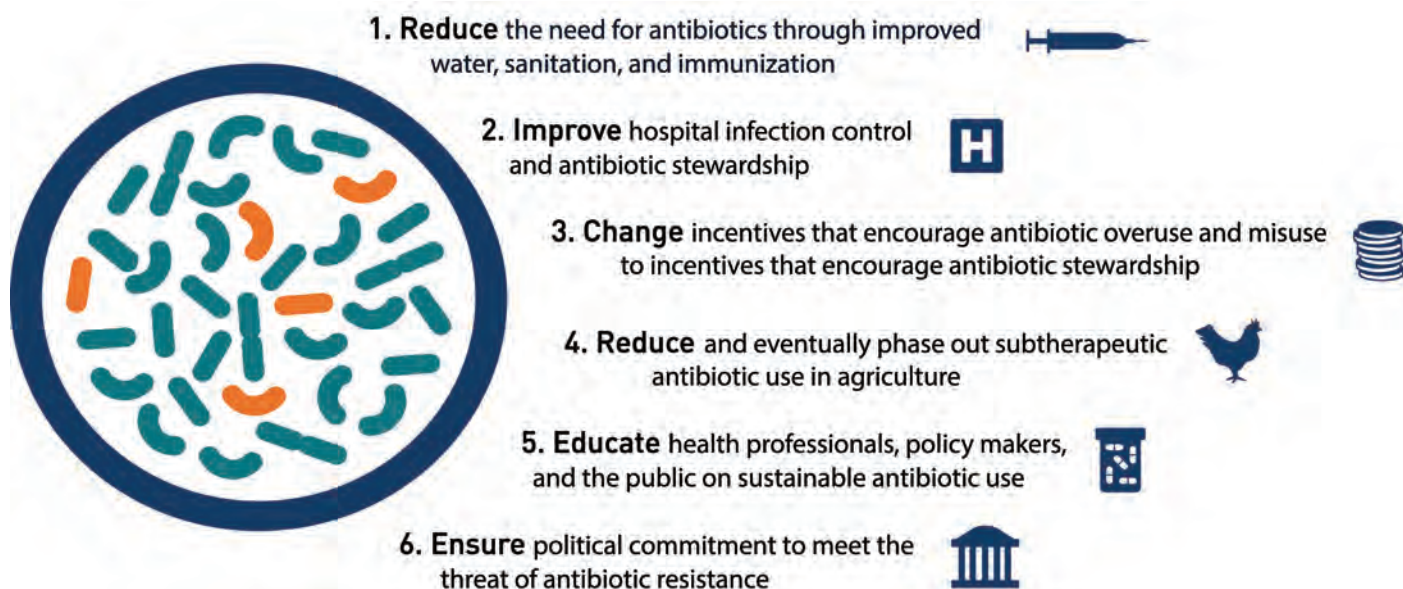 1. Reduce the need for antibiotics through improved
water, sanitation, and immunization
2. Improve hospital infection control
and antibiotic stewardship
H
3. Change incentives that encourage antibiotic overuse and misuse
to incentives that encourage antibiotic stewardship
4. Reduce and eventually phase out subtherapeutic
antibiotic use in agriculture
5. Educate health professionals, policy makers,
and the public on sustainable antibiotic use
6. Ensure political commitment to meet the
threat of antibiotic resistance